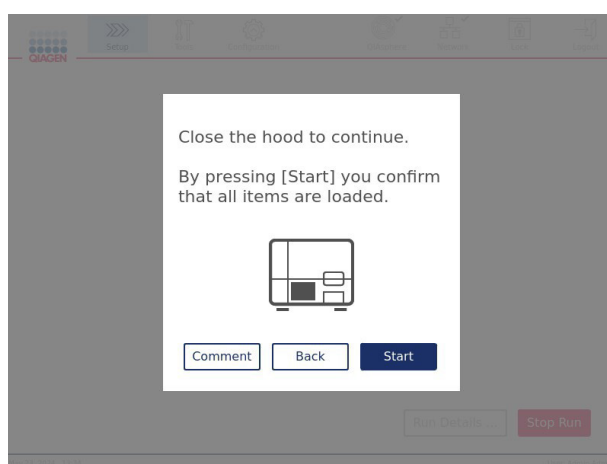 Setup
QIAGEN
Close the hood to continue.
By pressing [Start] you confirm
that all items are loaded.
Comment
Back
Start
Run Details ...
Stop Run